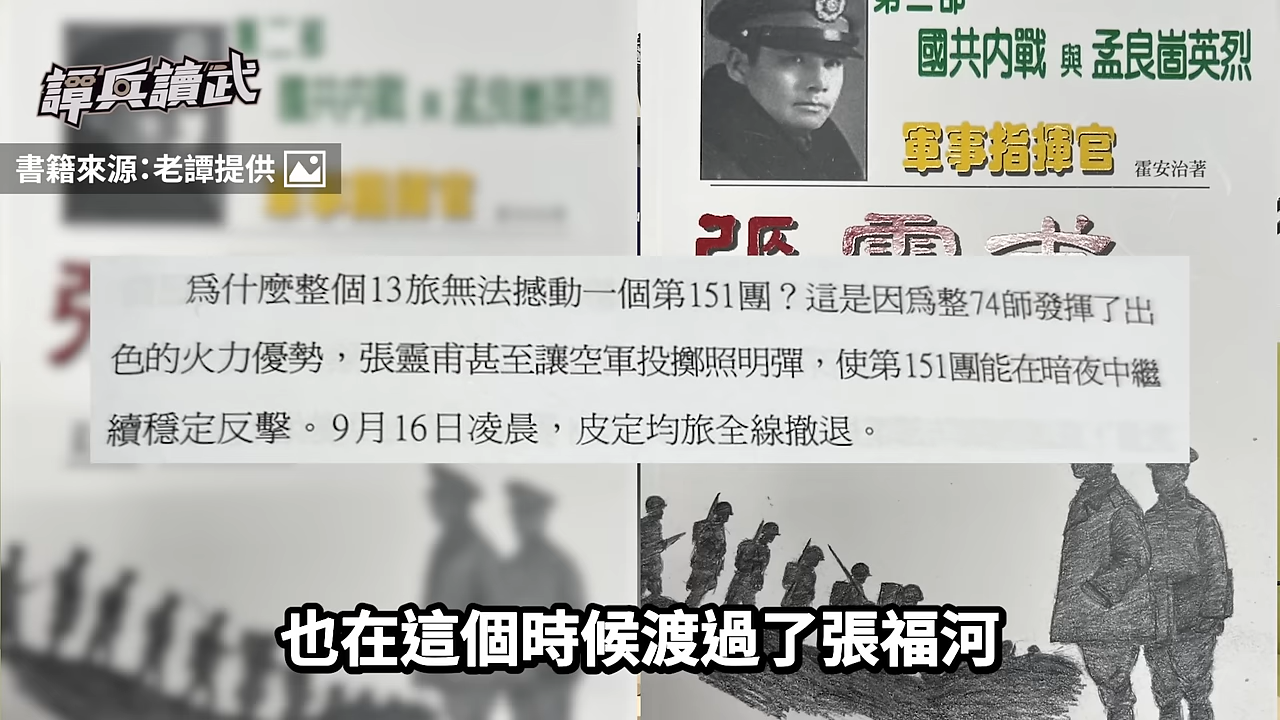 譚兵讀武
書籍來源:老譚提供
國共內戰 與 孟良崮英烈
軍事指揮官
霍安治著
張靈甫
為什麼整個13旅無法撼動一個第151團？這是因為整74師發揮了出
色的火力優勢，張靈甫甚至讓空軍投擲照明彈，使第151團能在暗夜中繼
續穩定反擊。9月16日凌晨，皮定均旅全線撤退。
也在這個時候渡過了張福河